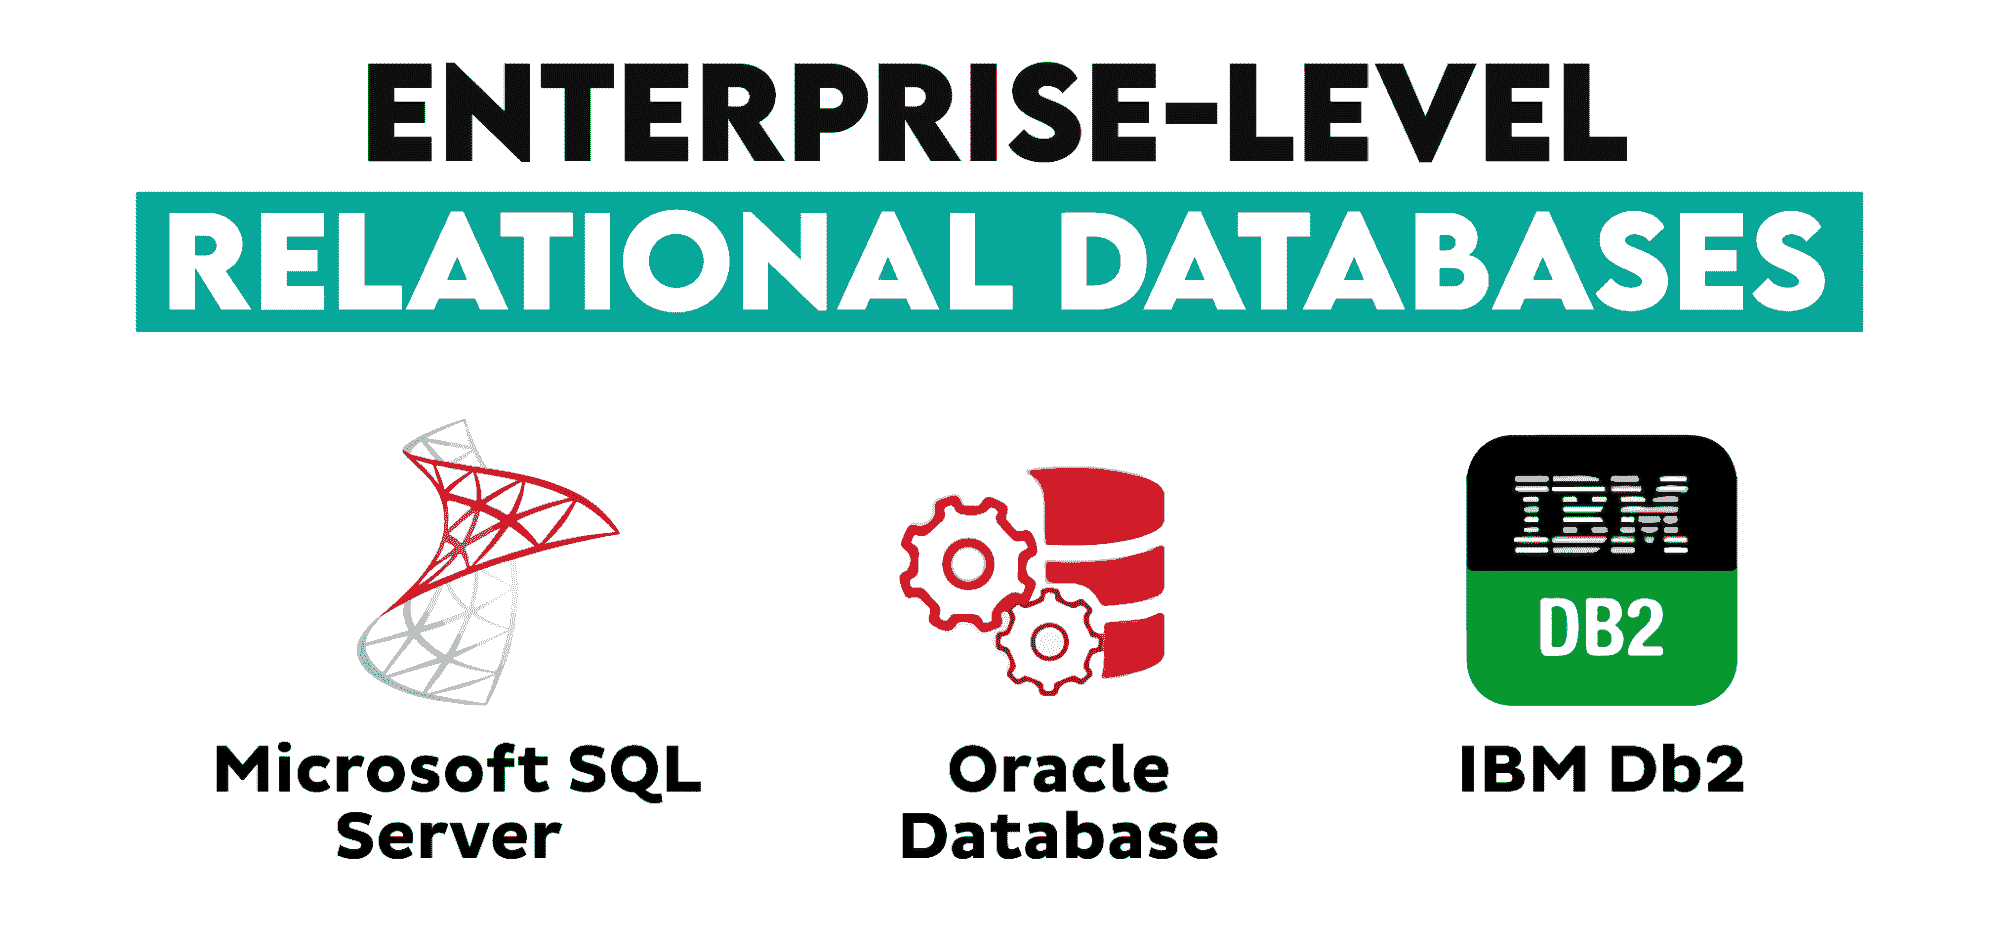 ENTERPRISE-LEVEL
RELATIONAL DATABASES
IBM
DB2
Microsoft SQL
Server
Oracle
Database
IBM Db2